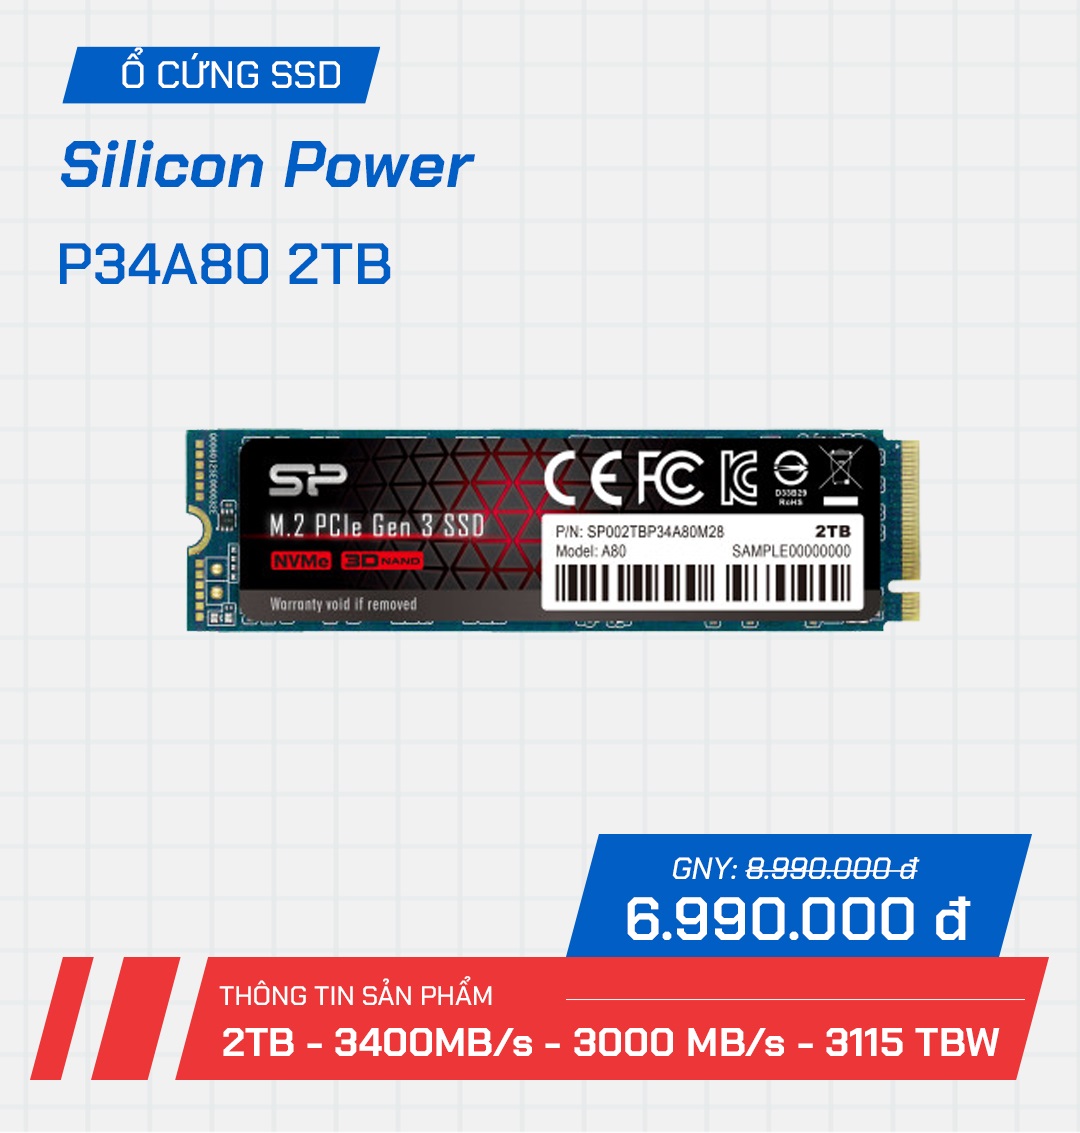 Ổ CỨNG SSD
Silicon Power
P34A80 2TB
SP
M.2 PCIe Gen 3 SSD
NVMe 3D NAND
Warranty void if removed
CE FC
D33B29
RoHS
P/N: SP002TBP34A80M28 2TB
Model: A80 SAMPLE00000000
GNY: 8.990.000 đ
6.990.000 đ
THÔNG TIN SẢN PHẨM
2TB - 3400MB/s - 3000 MB/s - 3115 TBW